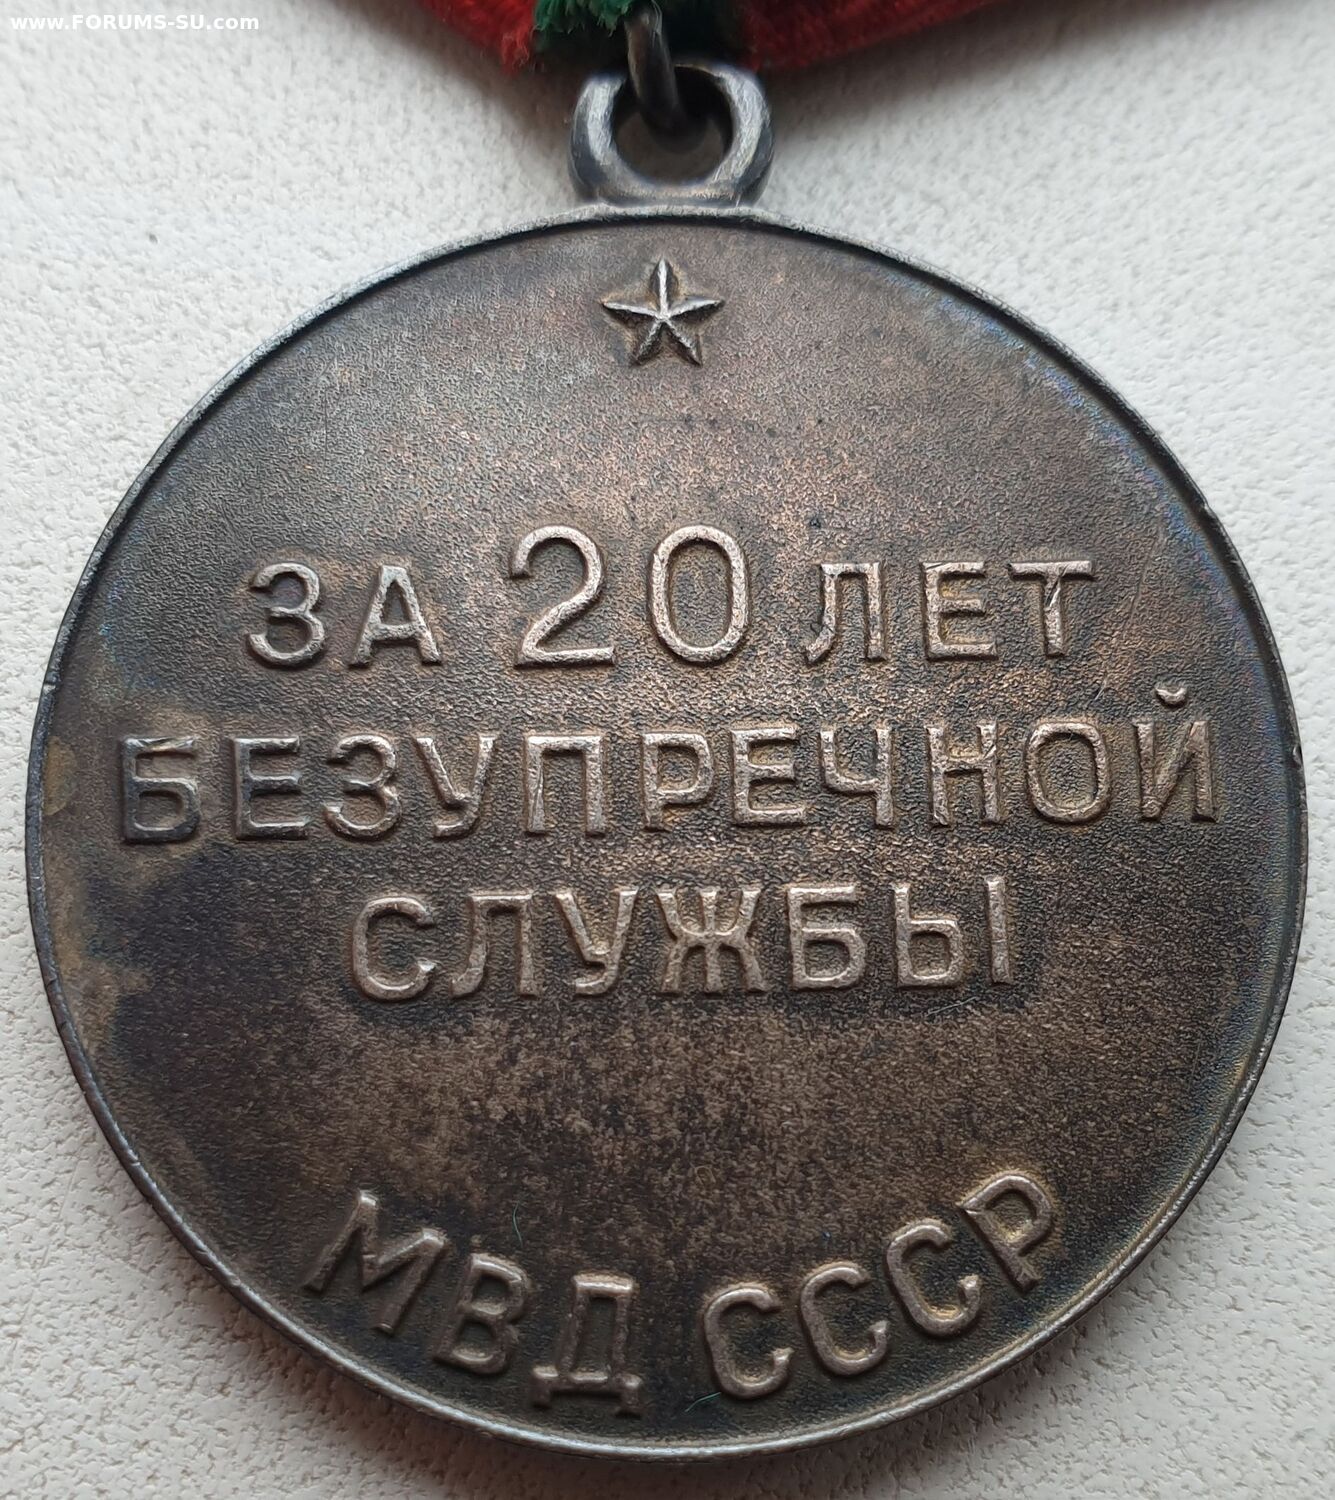 www.FORUMS-SU.com
ЗА 20 ЛЕТ
БЕЗУПРЕЧНОЙ
СЛУЖБЫ
МВД СССР